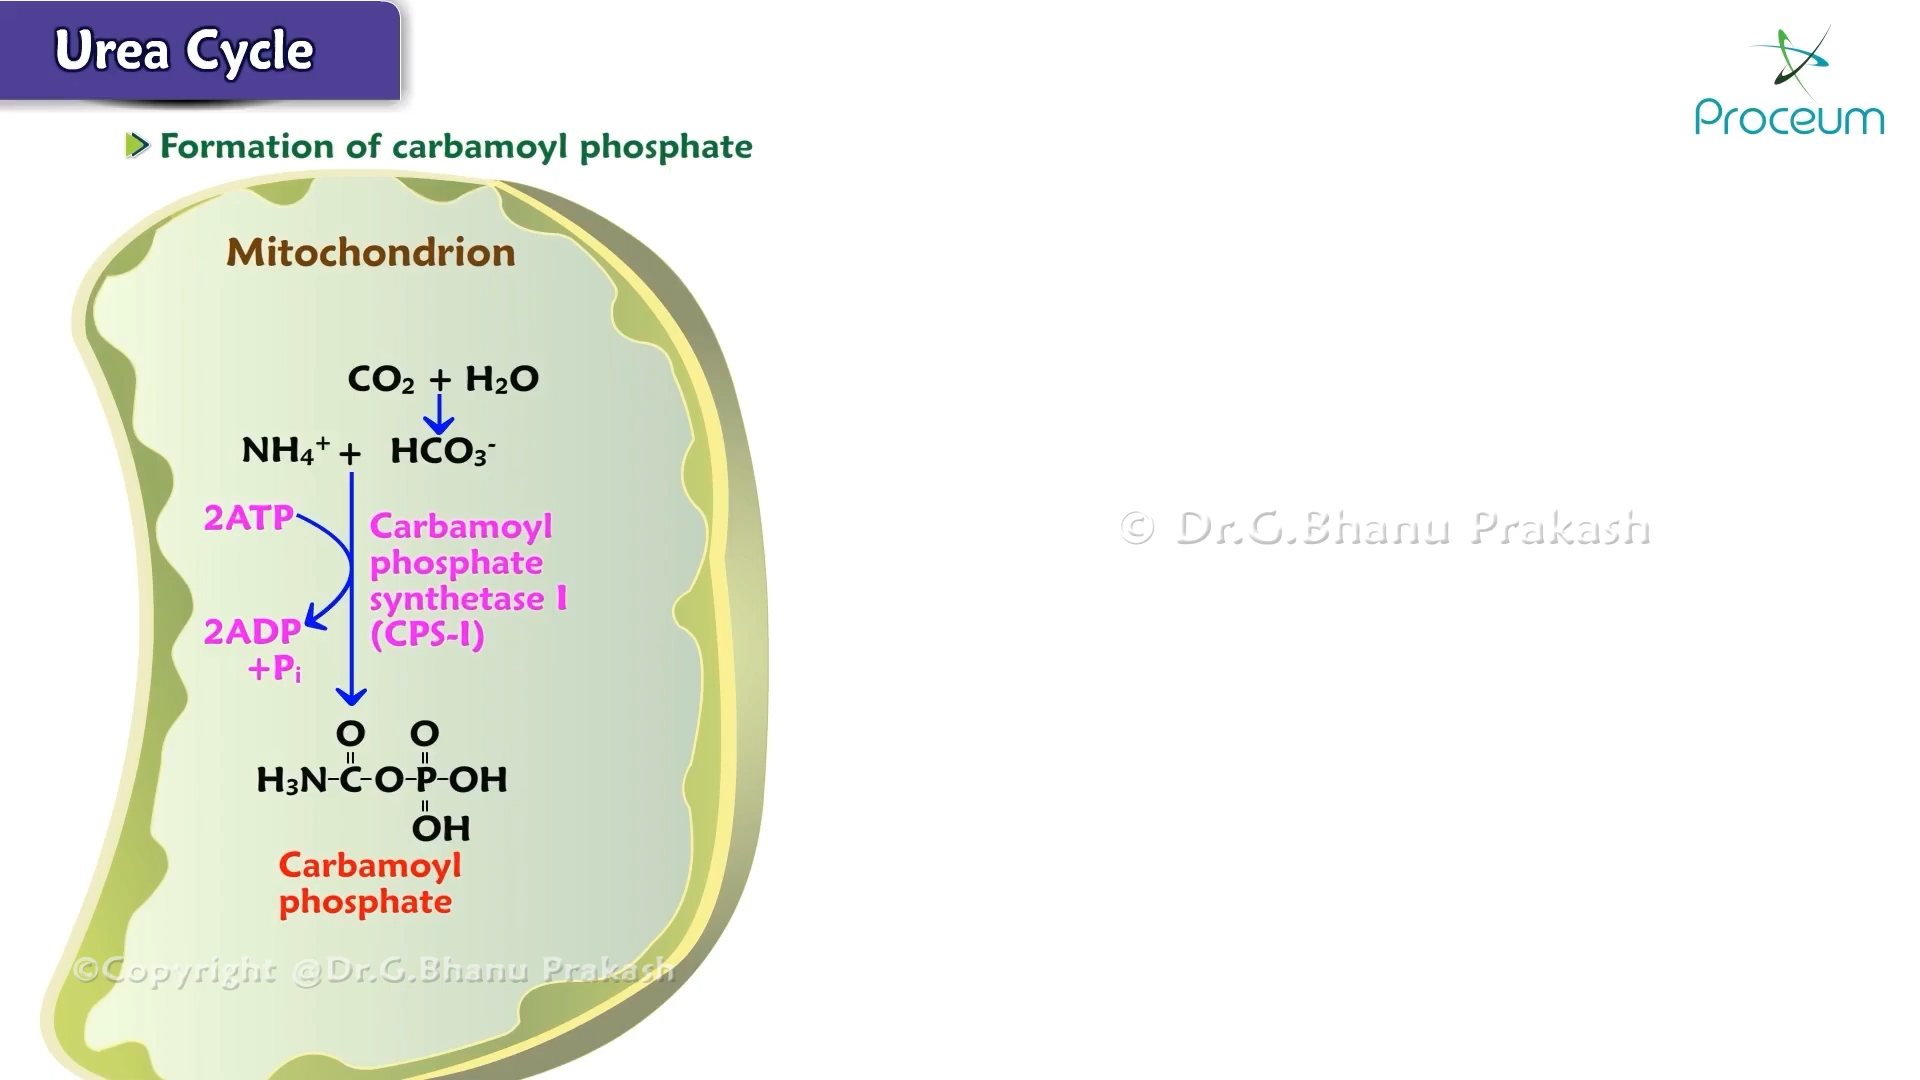 Urea Cycle
Proceum
Formation of carbamoyl phosphate
Mitochondrion
CO₂ + H₂O
NH₄⁺ + HCO₃⁻
2ATP
Carbamoyl
phosphate
synthetase I
(CPS-I)
2ADP
+Pᵢ
O O
H₃N-C-O-P-OH
OH
Carbamoyl
phosphate
© Dr.G.Bhanu Prakash
©Copyright @Dr.G.Bhanu Prakash